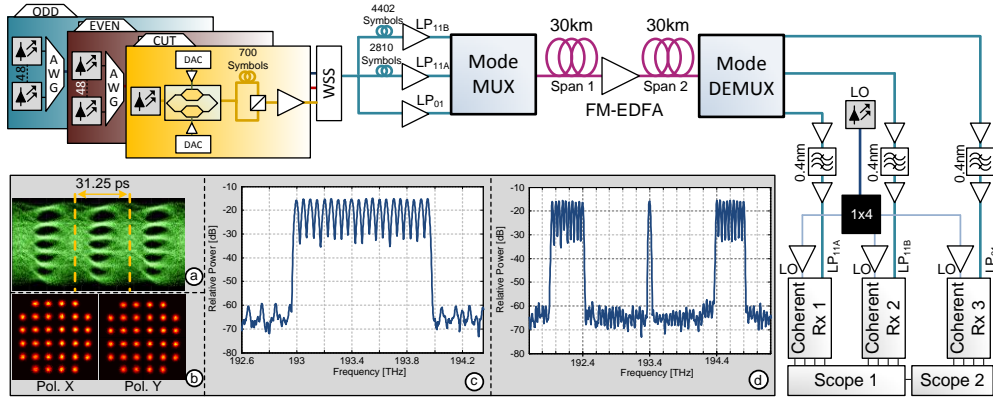 ODD
EVEN
CUT
4.8
A
W
G
48
A
W
G
DAC
DAC
700
Symbols
WSS
4402
Symbols
2810
Symbols
LP11B
LP11A
LP01
Mode
MUX
30km
Span 1
FM-EDFA
30km
Span 2
Mode
DEMUX
LO
0.4nm
0.4nm
0.4nm
1x4
LO
LP11A
LO
LP11B
LO
Coherent
Rx 1
Coherent
Rx 2
Coherent
Rx 3
Scope 1
Scope 2
31.25 ps
a
Pol. X
Pol. Y
b
Relative Power [dB]
-10
-20
-30
-40
-50
-60
-70
-80
192.6
193
193.4
193.8
194.2
Frequency [THz]
c
Relative Power [dB]
-10
-20
-30
-40
-50
-60
-70
-80
192.4
193.4
194.4
Frequency [THz]
d